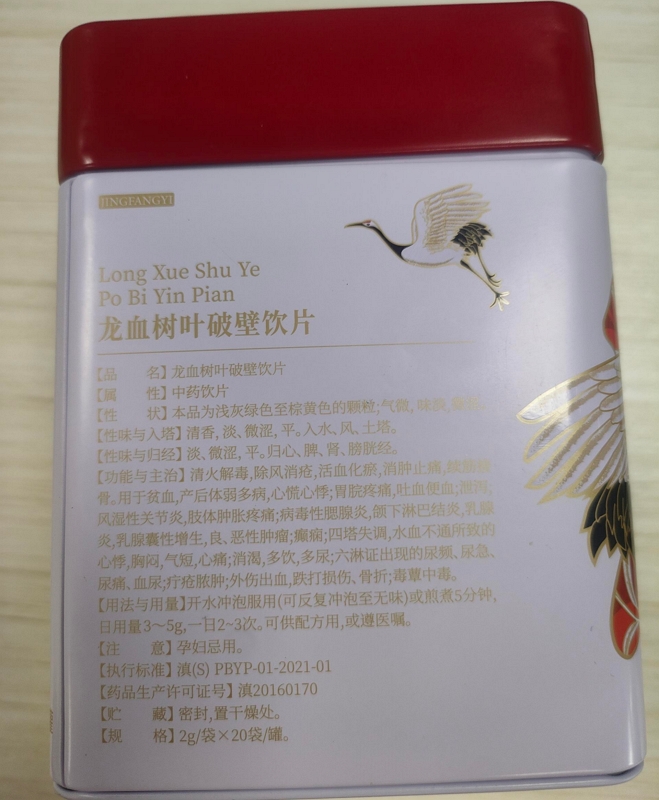 JINGFANGYI
Long Xue Shu Ye
Po Bi Yin Pian
龙血树叶破壁饮片
【品　　名】龙血树叶破壁饮片
【属　　性】中药饮片
【性　　状】本品为浅灰绿色至棕黄色的颗粒;气微,味淡,微涩。
【性味与入塔】清香,淡、微涩,平。入水、风、土塔。
【性味与归经】淡、微涩,平。归心、脾、肾、膀胱经。
【功能与主治】清火解毒,除风消疮,活血化瘀,消肿止痛,续筋接
骨。用于贫血,产后体弱多病,心慌心悸;胃脘疼痛,吐血便血;泄泻,
风湿性关节炎,肢体肿胀疼痛;病毒性腮腺炎,颌下淋巴结炎,乳腺
炎,乳腺囊性增生,良、恶性肿瘤;癫痫;四塔失调,水血不通所致的
心悸,胸闷,气短,心痛;消渴,多饮,多尿;六淋证出现的尿频、尿急、
尿痛、血尿;疔疮脓肿;外伤出血,跌打损伤、骨折;毒蕈中毒。
【用法与用量】开水冲泡服用(可反复冲泡至无味)或煎煮5分钟,
日用量3～5g,一日2～3次。可供配方用,或遵医嘱。
【注　　意】孕妇忌用。
【执行标准】滇(S) PBYP-01-2021-01
【药品生产许可证号】滇20160170
【贮　　藏】密封,置干燥处。
【规　　格】2g/袋×20袋/罐。